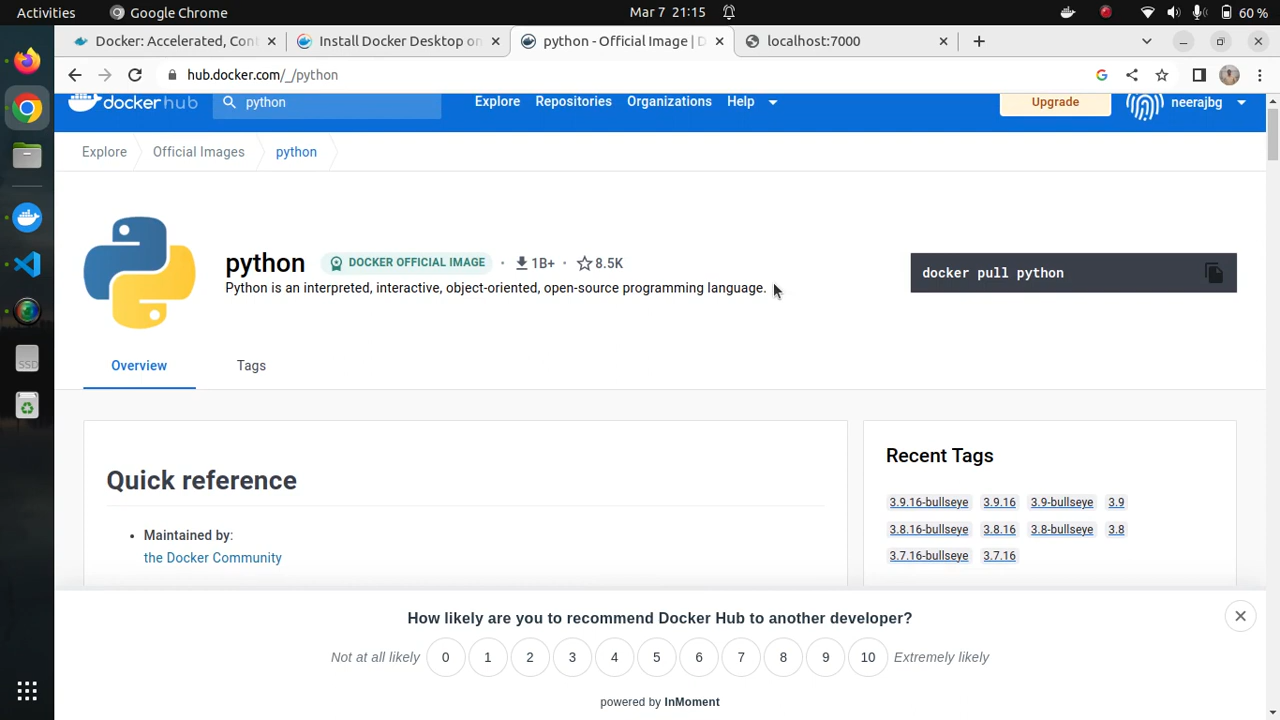 Activities
Google Chrome
Mar 7 21:15
60 %
Docker: Accelerated, Cont
Install Docker Desktop on
python - Official Image | D
localhost:7000
hub.docker.com/_/python
dockerhub
python
Explore
Repositories
Organizations
Help
Upgrade
neerajbg
Explore
Official Images
python
python
DOCKER OFFICIAL IMAGE
1B+
8.5K
Python is an interpreted, interactive, object-oriented, open-source programming language.
docker pull python
Overview
Tags
Quick reference
Maintained by:
the Docker Community
Recent Tags
3.9.16-bullseye 3.9.16 3.9-bullseye 3.9
3.8.16-bullseye 3.8.16 3.8-bullseye 3.8
3.7.16-bullseye 3.7.16
SSD
How likely are you to recommend Docker Hub to another developer?
Not at all likely 0 1 2 3 4 5 6 7 8 9 10 Extremely likely
powered by InMoment